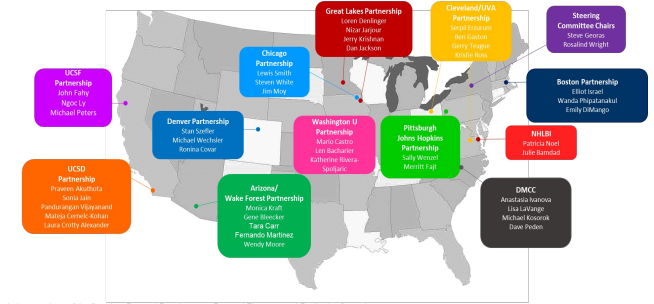 Great Lakes Partnership
Loren Denlinger
Nizar Jarjour
Jerry Krishnan
Dan Jackson
Cleveland/UVA
Partnership
Serpil Erzurum
Ben Gaston
Gerry Teague
Kristie Ross
Steering
Committee Chairs
Steve Georas
Rosalind Wright
Chicago
Partnership
Lewis Smith
Steven White
Jim Moy
UCSF
Partnership
John Fahy
Ngoc Ly
Michael Peters
Boston Partnership
Elliot Israel
Wanda Phipatanakul
Emily DiMango
Denver Partnership
Stan Szefler
Michael Wechsler
Ronina Covar
Washington U
Partnership
Mario Castro
Len Bacharier
Katherine Rivera-
Spoljaric
Pittsburgh
Johns Hopkins
Partnership
Sally Wenzel
Merritt Fajt
NHLBI
Patricia Noel
Julie Bamdad
UCSD
Partnership
Praveen Akuthota
Sonia Jain
Pandurangan Vijayanand
Mateja Cernelc-Kohan
Laura Crotty Alexander
Arizona/
Wake Forest Partnership
Monica Kraft
Gene Bleecker
Tara Carr
Fernando Martinez
Wendy Moore
DMCC
Anastasia Ivanova
Lisa LaVange
Michael Kosorok
Dave Peden